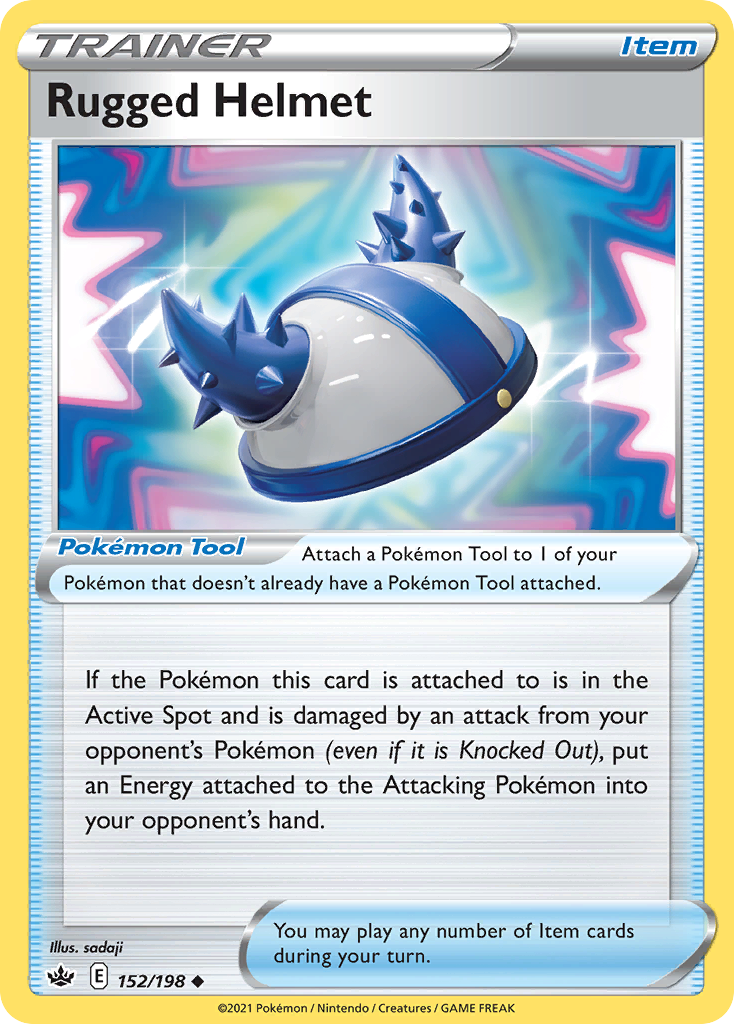 TRAINER
Item
Rugged Helmet
Pokémon Tool
Attach a Pokémon Tool to 1 of your
Pokémon that doesn't already have a Pokémon Tool attached.
If the Pokémon this card is attached to is in the
Active Spot and is damaged by an attack from your
opponent's Pokémon (even if it is Knocked Out), put
an Energy attached to the Attacking Pokémon into
your opponent's hand.
You may play any number of Item cards
during your turn.
Illus. sadaji
E 152/198
©2021 Pokémon / Nintendo / Creatures / GAME FREAK